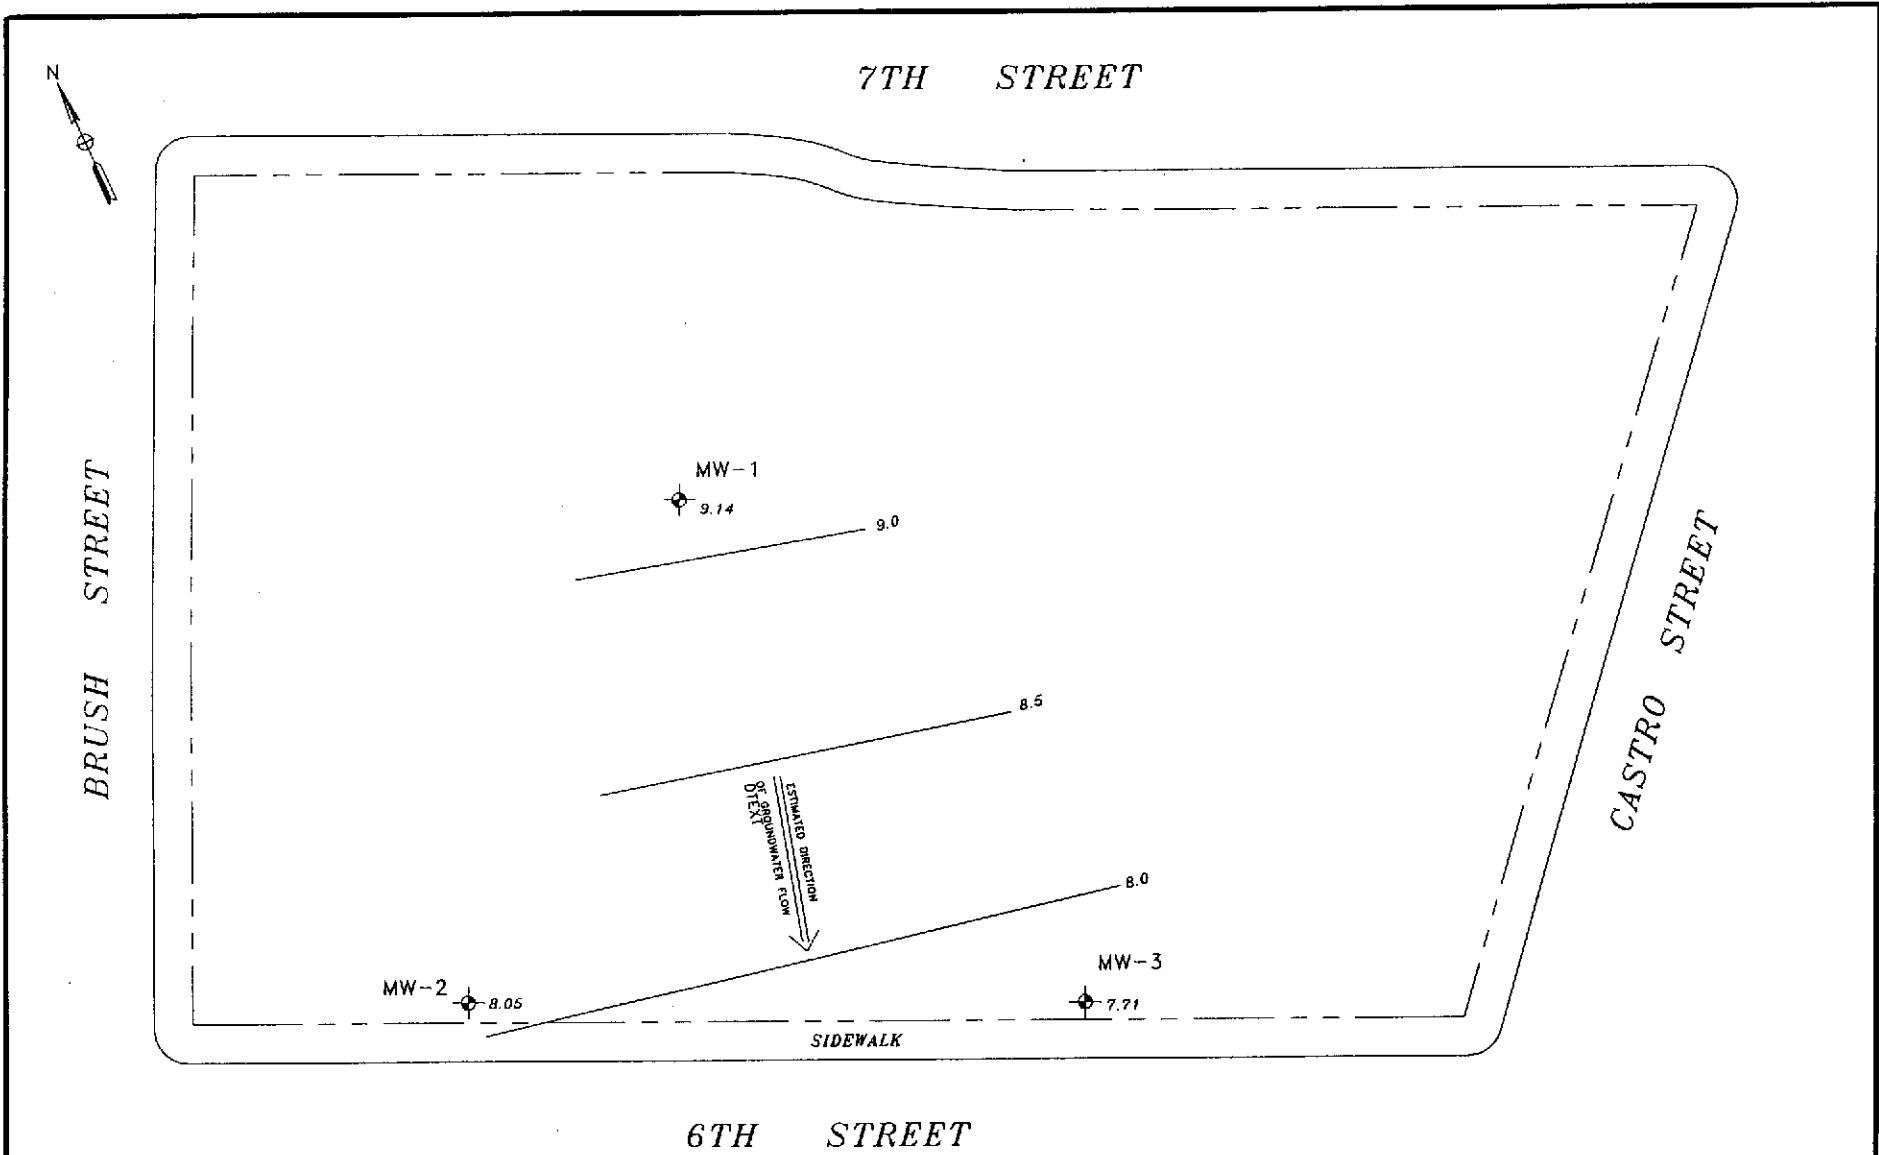 N
7TH STREET
BRUSH STREET
MW-1
9.14
9.0
8.5
ESTIMATED DIRECTION
OF GROUNDWATER FLOW
DTEXT
8.0
MW-2
8.05
MW-3
7.71
SIDEWALK
CASTRO STREET
6TH STREET